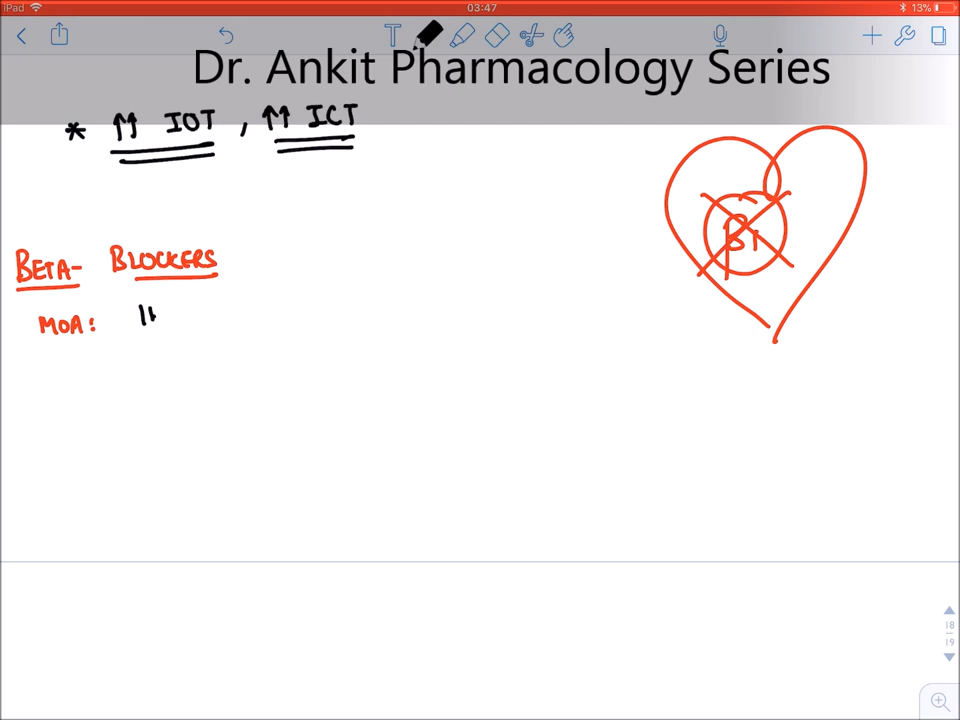 iPad 03:47 13%
T
Dr. Ankit Pharmacology Series
* ↑↑ IOT , ↑↑ ICT
β1
BETA- BLOCKERS
MOA:
18
19